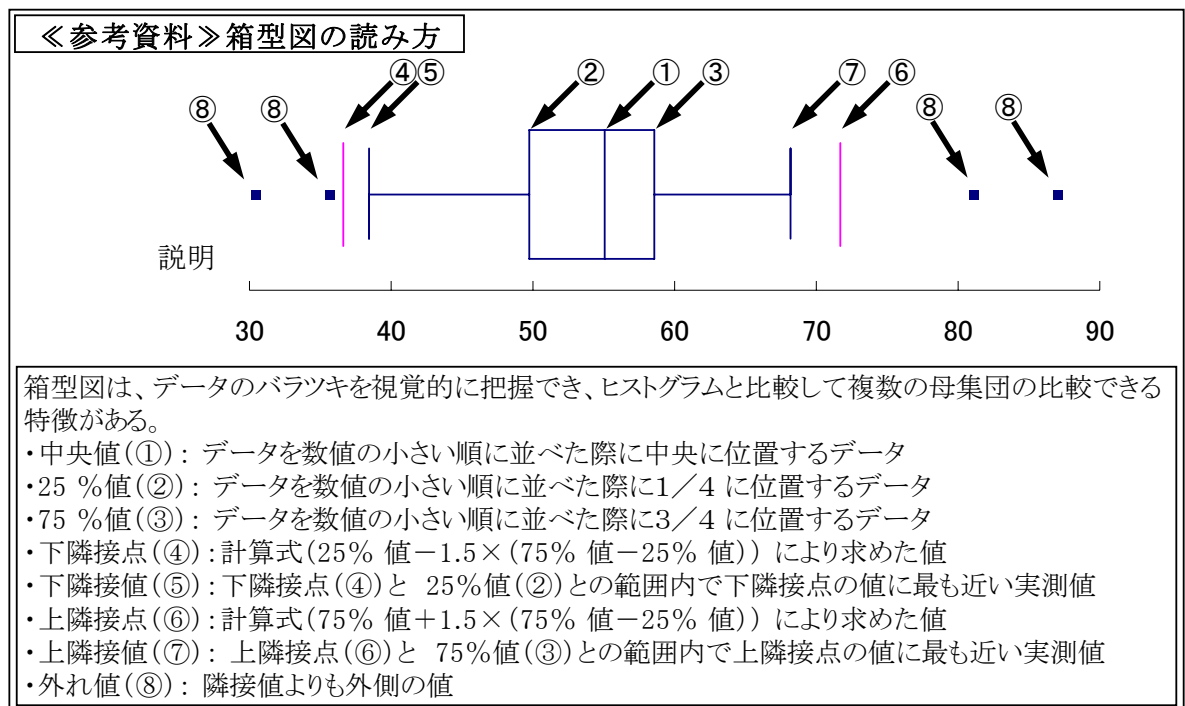 ≪参考資料≫箱型図の読み方
④⑤ ② ① ③ ⑦ ⑥
⑧ ⑧ ⑧ ⑧
説明
30 40 50 60 70 80 90
箱型図は、データのバラツキを視覚的に把握でき、ヒストグラムと比較して複数の母集団の比較できる
特徴がある。
・中央値(①): データを数値の小さい順に並べた際に中央に位置するデータ
・25 %値(②): データを数値の小さい順に並べた際に1/4 に位置するデータ
・75 %値(③): データを数値の小さい順に並べた際に3/4 に位置するデータ
・下隣接点(④):計算式(25% 値-1.5×(75% 値-25% 値)) により求めた値
・下隣接値(⑤):下隣接点(④)と 25%値(②)との範囲内で下隣接点の値に最も近い実測値
・上隣接点(⑥):計算式(75% 値+1.5×(75% 値-25% 値)) により求めた値
・上隣接値(⑦): 上隣接点(⑥)と 75%値(③)との範囲内で上隣接点の値に最も近い実測値
・外れ値(⑧): 隣接値よりも外側の値